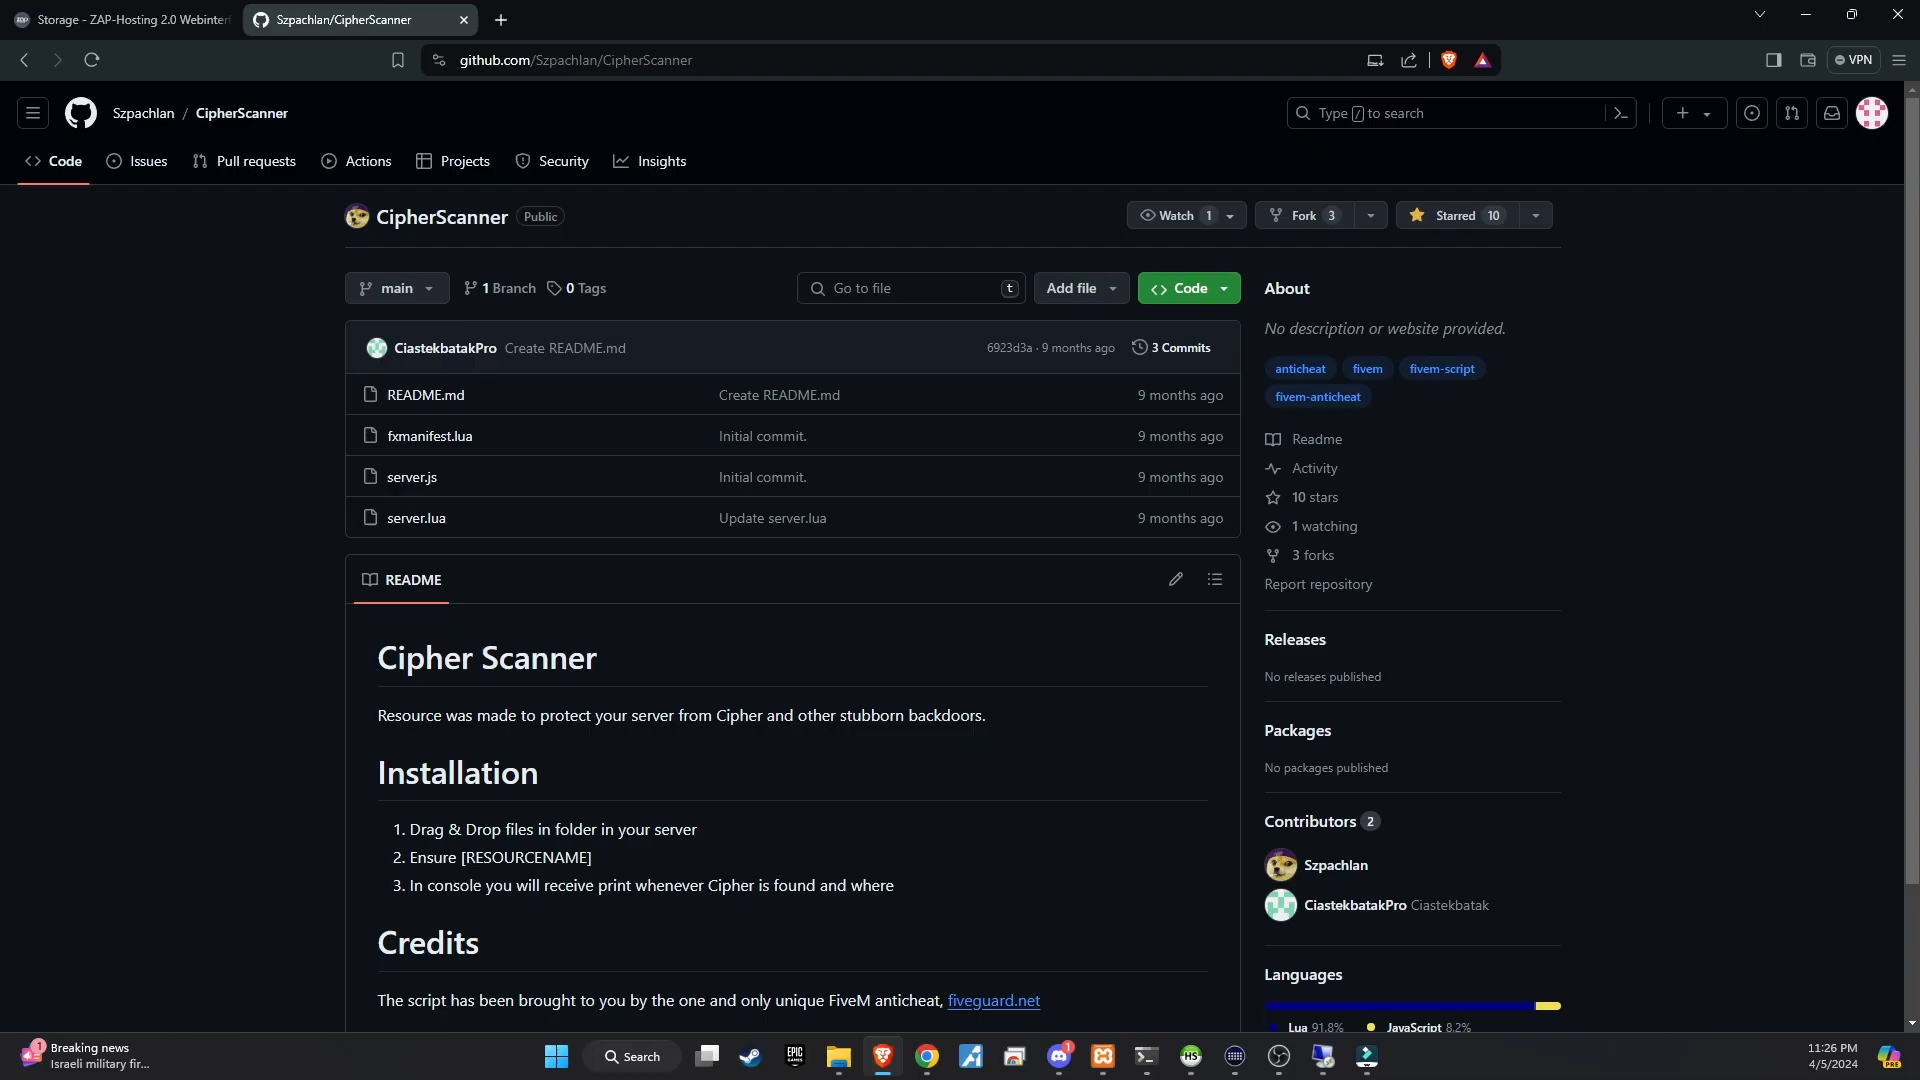 Storage - ZAP-Hosting 2.0 Webinterf
Szpachlan/CipherScanner
github.com/Szpachlan/CipherScanner
VPN
Szpachlan / CipherScanner
Type / to search
Code
Issues
Pull requests
Actions
Projects
Security
Insights
CipherScanner
Public
Watch 1
Fork 3
Starred 10
main
1 Branch
0 Tags
Go to file
t
Add file
Code
CiastekbatakPro Create README.md
6923d3a · 9 months ago
3 Commits
README.md
Create README.md
9 months ago
fxmanifest.lua
Initial commit.
9 months ago
server.js
Initial commit.
9 months ago
server.lua
Update server.lua
9 months ago
README
Cipher Scanner
Resource was made to protect your server from Cipher and other stubborn backdoors.
Installation
1. Drag & Drop files in folder in your server
2. Ensure [RESOURCENAME]
3. In console you will receive print whenever Cipher is found and where
Credits
The script has been brought to you by the one and only unique FiveM anticheat, fiveguard.net
About
No description or website provided.
anticheat
fivem
fivem-script
fivem-anticheat
Readme
Activity
10 stars
1 watching
3 forks
Report repository
Releases
No releases published
Packages
No packages published
Contributors 2
Szpachlan
CiastekbatakPro Ciastekbatak
Languages
Lua 91.8%
JavaScript 8.2%
1
Breaking news
Israeli military fir...
Search
EPIC
GAMES
1
HS
11:26 PM
4/5/2024
PRE